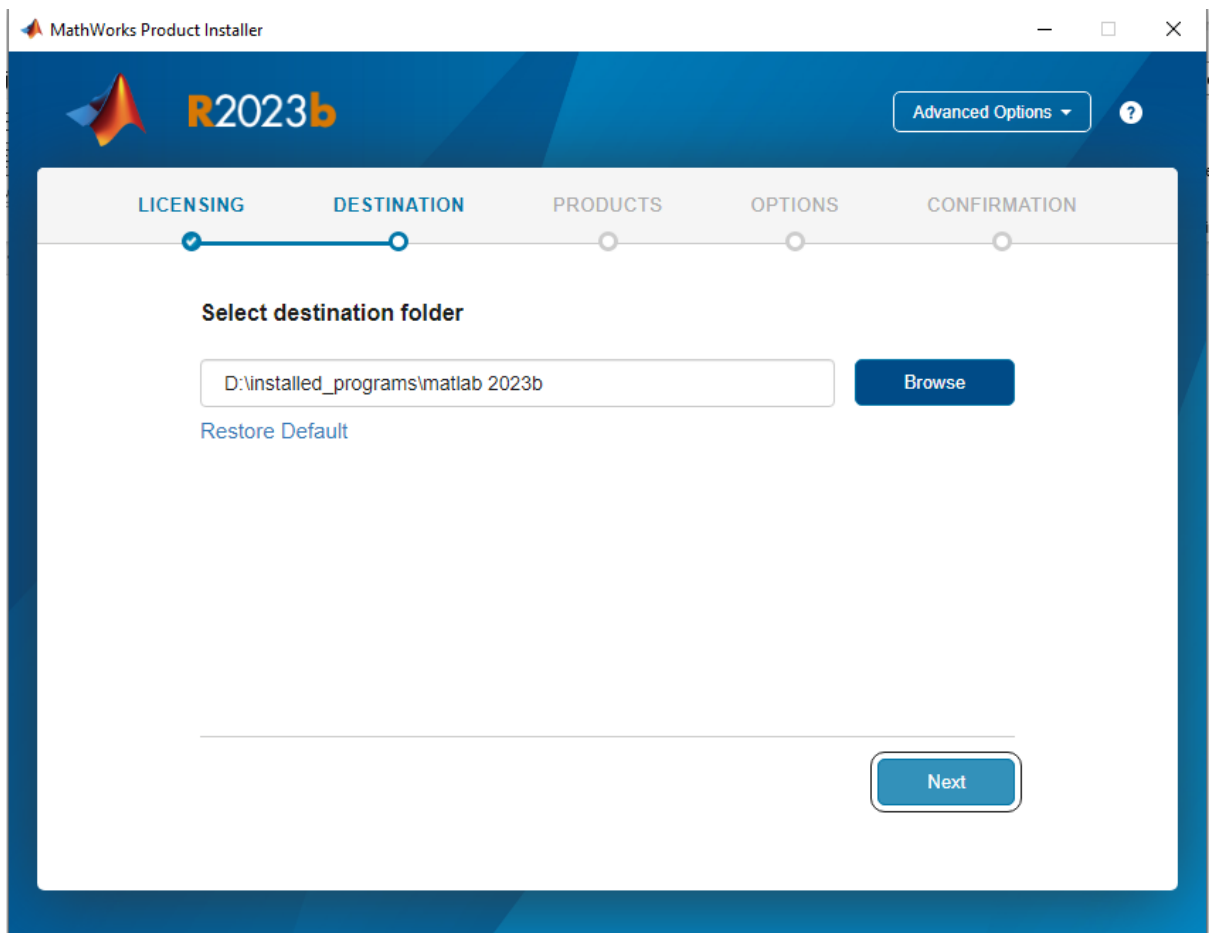 MathWorks Product Installer
R2023b
Advanced Options
?
LICENSING DESTINATION PRODUCTS OPTIONS CONFIRMATION
Select destination folder
D:\installed_programs\matlab 2023b
Browse
Restore Default
Next